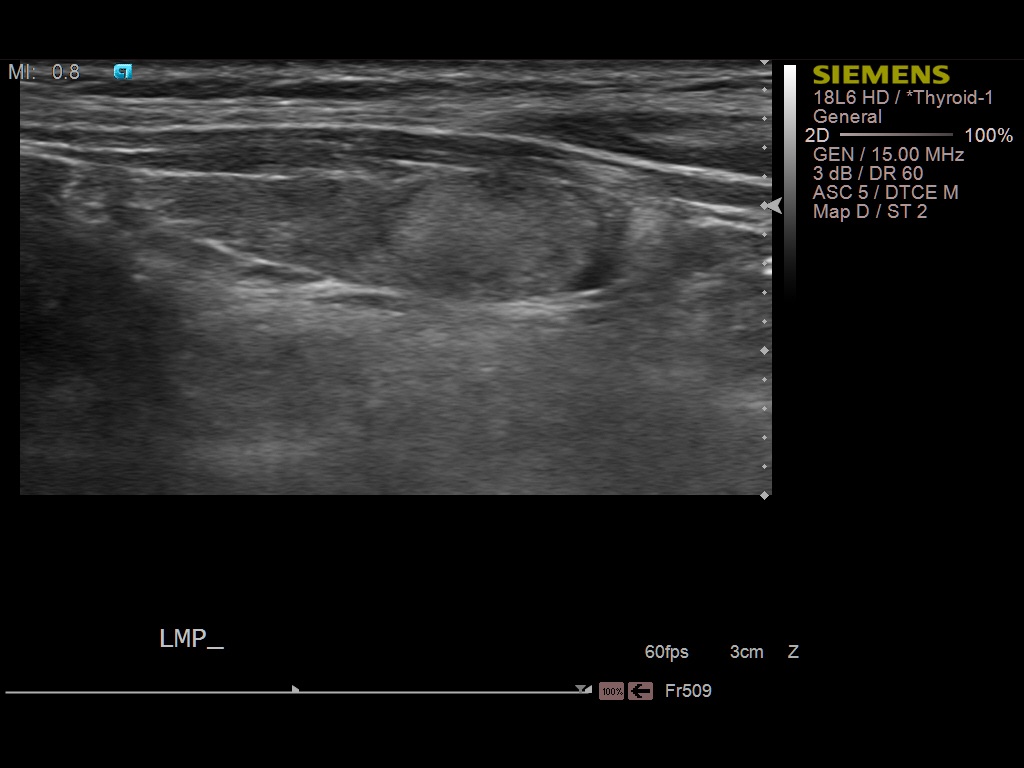 MI: 0.8
SIEMENS
18L6 HD / *Thyroid-1
General
2D 100%
GEN / 15.00 MHz
3 dB / DR 60
ASC 5 / DTCE M
Map D / ST 2
LMP_
60fps 3cm Z
100% Fr509